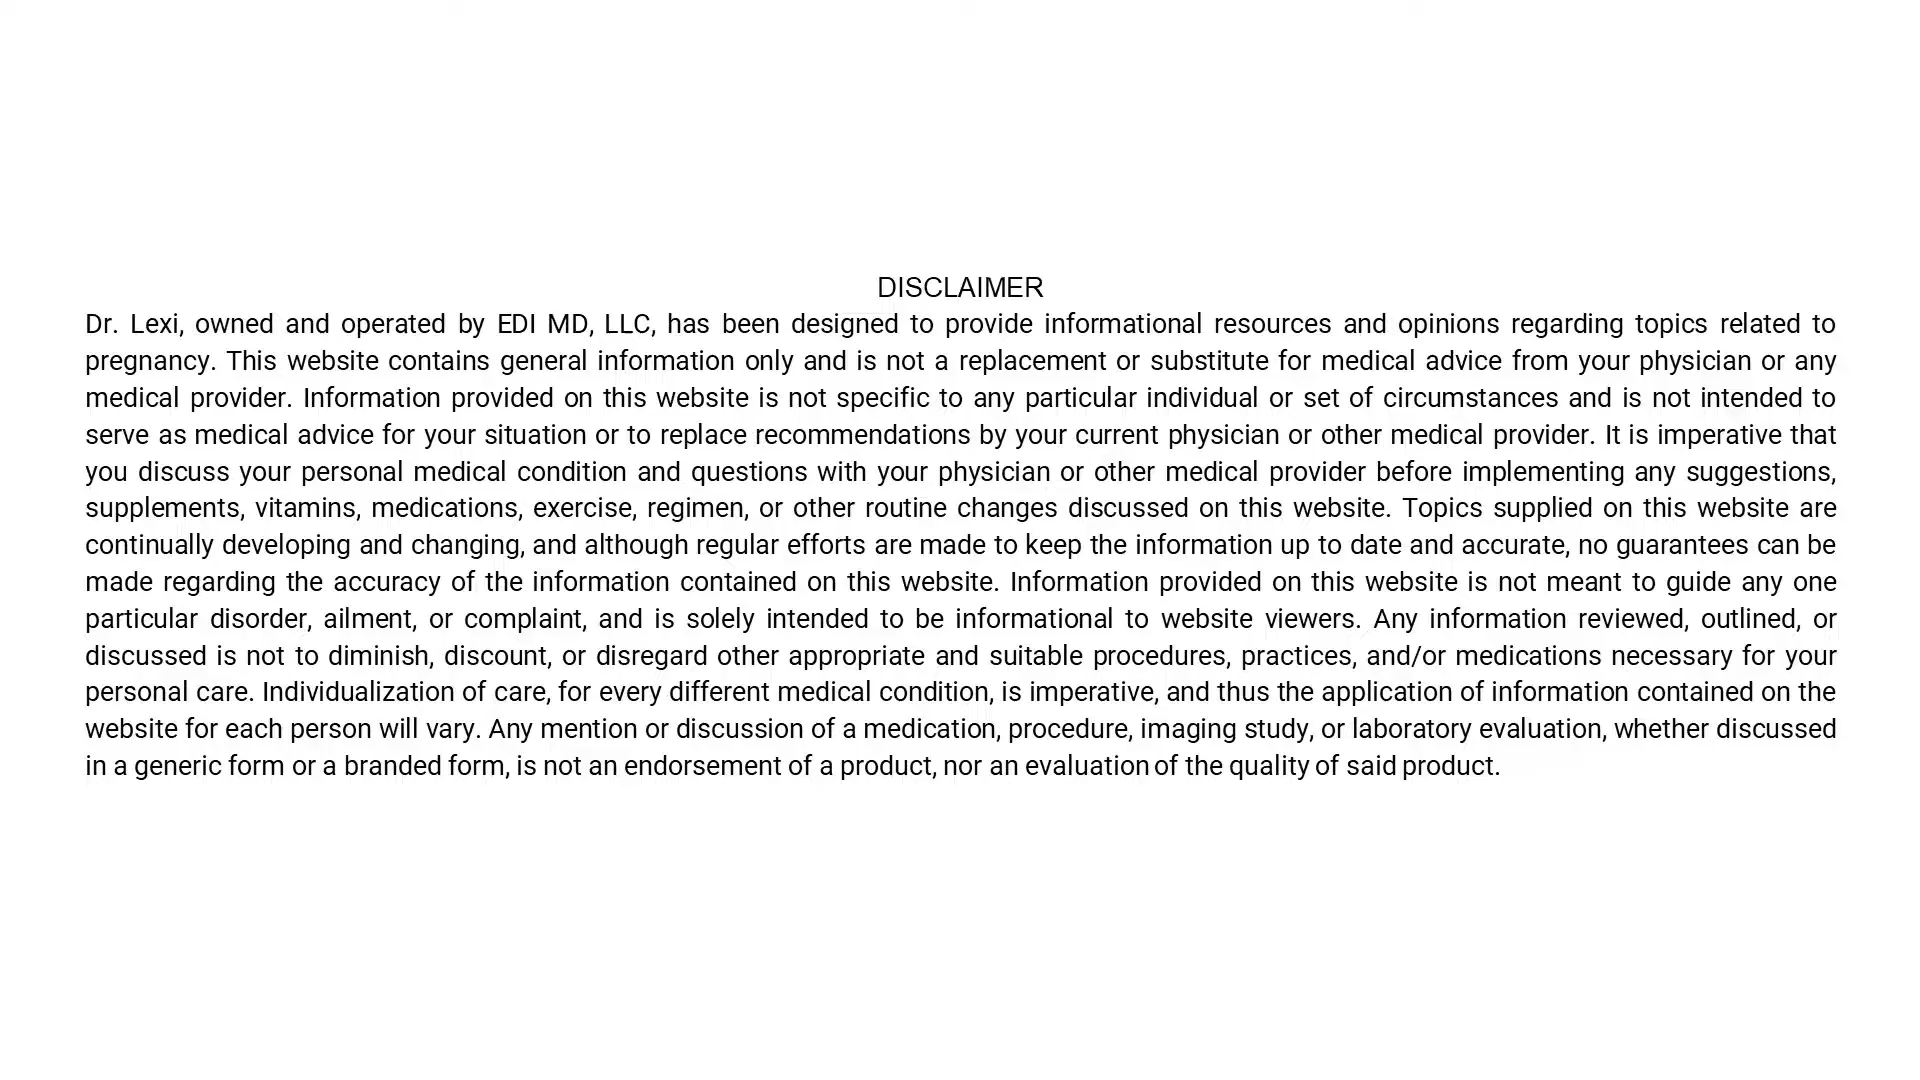 DISCLAIMER
Dr. Lexi, owned and operated by EDI MD, LLC, has been designed to provide informational resources and opinions regarding topics related to
pregnancy. This website contains general information only and is not a replacement or substitute for medical advice from your physician or any
medical provider. Information provided on this website is not specific to any particular individual or set of circumstances and is not intended to
serve as medical advice for your situation or to replace recommendations by your current physician or other medical provider. It is imperative that
you discuss your personal medical condition and questions with your physician or other medical provider before implementing any suggestions,
supplements, vitamins, medications, exercise, regimen, or other routine changes discussed on this website. Topics supplied on this website are
continually developing and changing, and although regular efforts are made to keep the information up to date and accurate, no guarantees can be
made regarding the accuracy of the information contained on this website. Information provided on this website is not meant to guide any one
particular disorder, ailment, or complaint, and is solely intended to be informational to website viewers. Any information reviewed, outlined, or
discussed is not to diminish, discount, or disregard other appropriate and suitable procedures, practices, and/or medications necessary for your
personal care. Individualization of care, for every different medical condition, is imperative, and thus the application of information contained on the
website for each person will vary. Any mention or discussion of a medication, procedure, imaging study, or laboratory evaluation, whether discussed
in a generic form or a branded form, is not an endorsement of a product, nor an evaluation of the quality of said product.